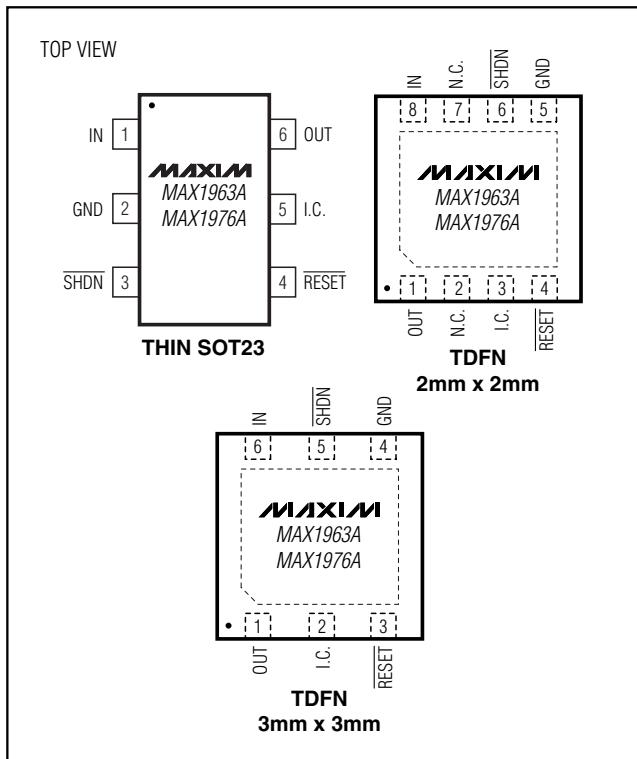 TOP VIEW
IN 1
6 OUT
GND 2
5 I.C.
SHDN 3
4 RESET
MAXIM
MAX1963A
MAX1976A
THIN SOT23
IN N.C. SHDN GND
8 7 6 5
MAXIM
MAX1963A
MAX1976A
1 2 3 4
OUT N.C. I.C. RESET
TDFN
2mm x 2mm
IN SHDN GND
6 5 4
MAXIM
MAX1963A
MAX1976A
1 2 3
OUT I.C. RESET
TDFN
3mm x 3mm